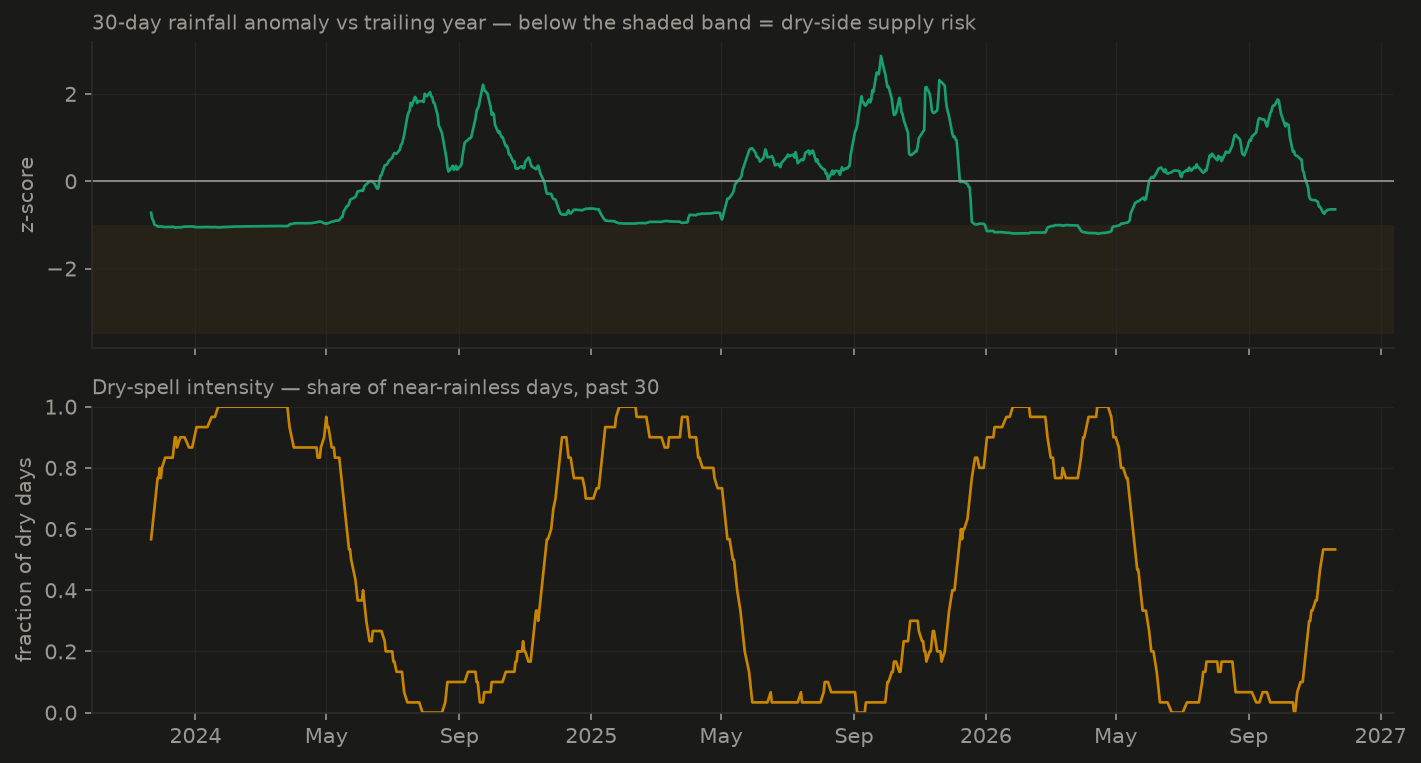 30-day rainfall anomaly vs trailing year — below the shaded band = dry-side supply risk
z-score
2
0
−2
Dry-spell intensity — share of near-rainless days, past 30
fraction of dry days
1.0
0.8
0.6
0.4
0.2
0.0
2024 May Sep 2025 May Sep 2026 May Sep 2027